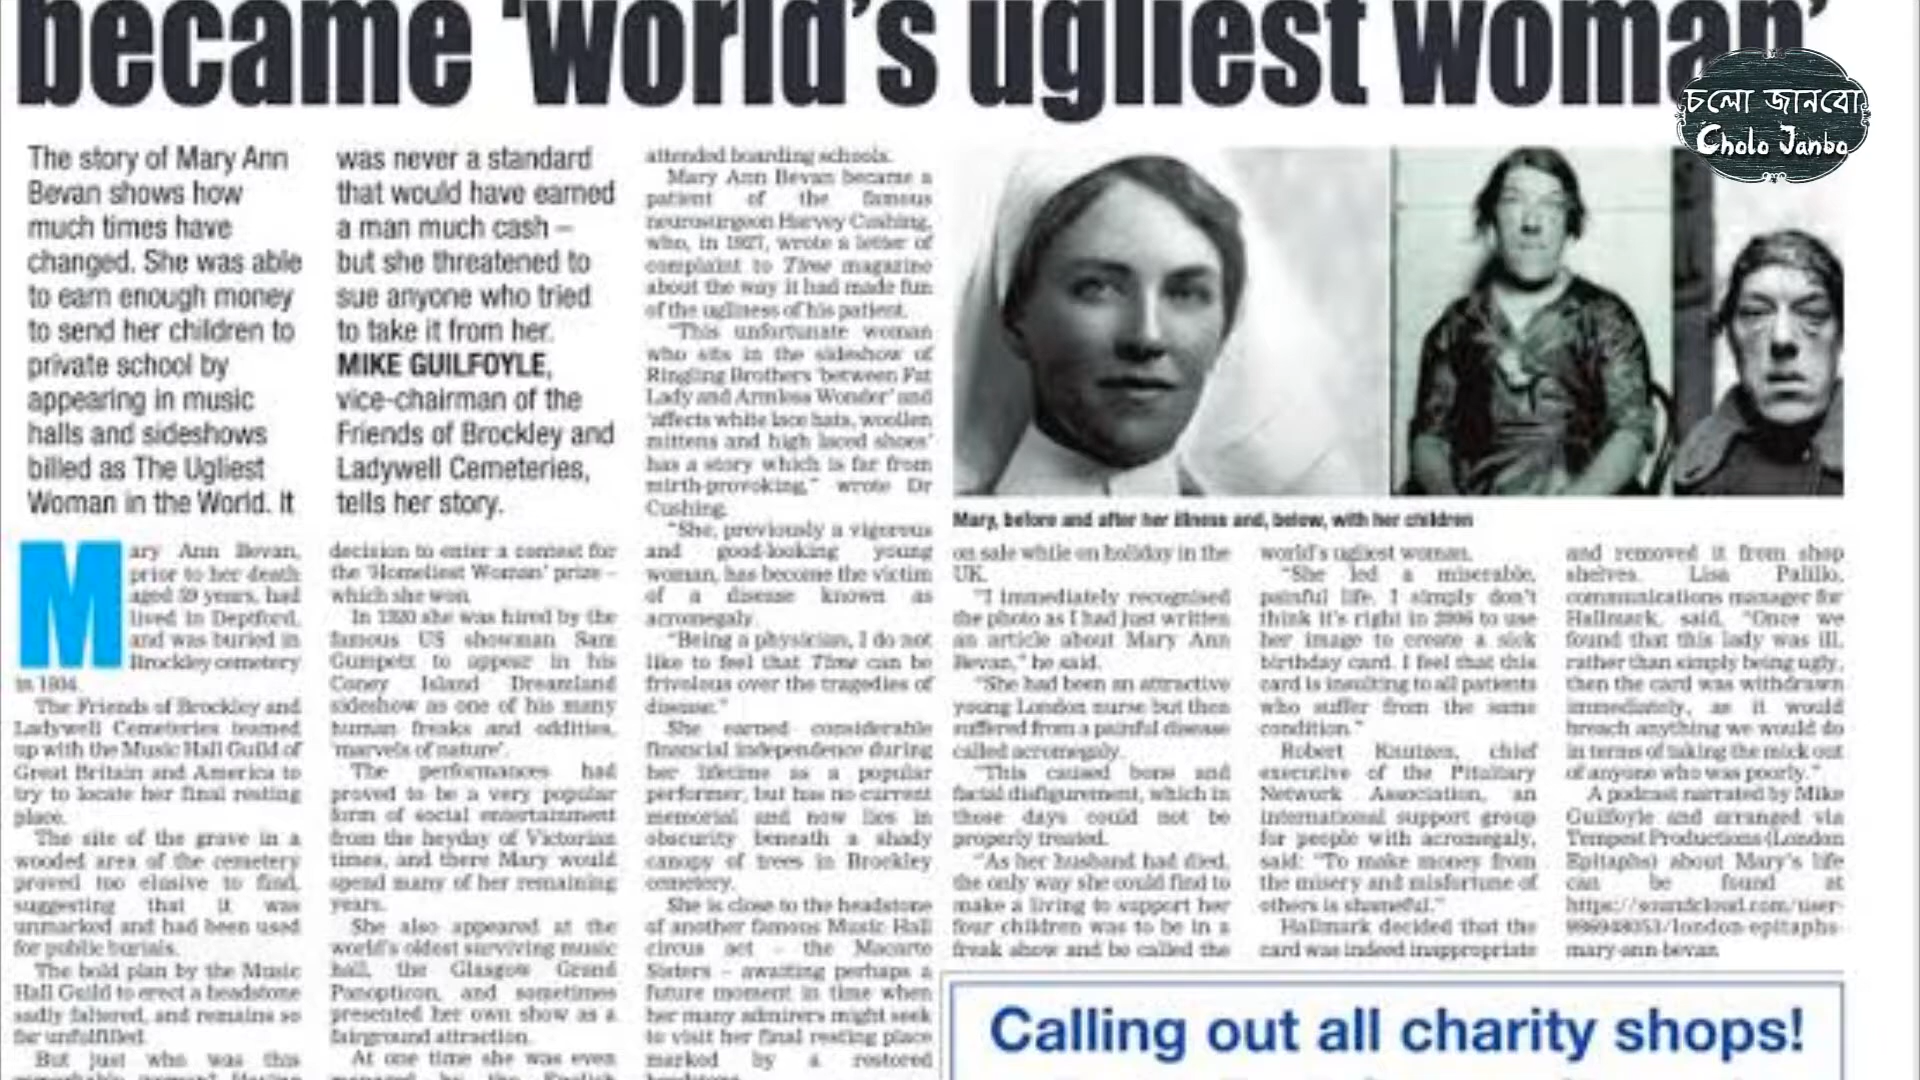 became 'world's ugliest woman'
চলো জানবো
Cholo Janbo
The story of Mary Ann
Bevan shows how
much times have
changed. She was able
to earn enough money
to send her children to
private school by
appearing in music
halls and sideshows
billed as The Ugliest
Woman in the World. It
was never a standard
that would have earned
a man much cash –
but she threatened to
sue anyone who tried
to take it from her.
MIKE GUILFOYLE,
vice-chairman of the
Friends of Brockley and
Ladywell Cemeteries,
tells her story.
Mary Ann Bevan,
prior to her death
aged 59 years, had
lived in Deptford,
and was buried in
Brockley cemetery
in
The Friends of Brockley and
Ladywell Cemeteries teamed
up with the Music Hall Guild of
Great Britain and America to
try to locate her final resting
place.
The site of the grave in a
wooded area of the cemetery
proved too elusive to find,
suggesting that it was
unmarked and had been used
for public burials.
The bold plan by the Music
Hall Guild to erect a headstone
sadly faltered, and remains so
far unfulfilled.
But just who was this
decision to enter a contest for
the 'Homeliest Woman' prize –
which she won.
In 1920 she was hired by the
famous US showman Sam
Gumpetz to appear in his
Coney Island Dreamland
sideshow as one of his many
human freaks and oddities,
'marvels of nature'.
The performances had
proved to be a very popular
form of social entertainment
from the heyday of Victorian
times, and there Mary would
spend many of her remaining
years.
She also appeared at the
world's oldest surviving music
hall, the Glasgow Grand
Panopticon, and sometimes
presented her own show as a
fairground attraction.
At one time she was even
managed by the English
attended boarding schools.
Mary Ann Bevan became a
patient of the famous
neurosurgeon Harvey Cushing,
who, in 1927, wrote a letter of
complaint to Time magazine
about the way it had made fun
of the ugliness of his patient.
"This unfortunate woman
who sits in the sideshow of
Ringling Brothers 'between Fat
Lady and Armless Wonder' and
'affects white lace hats, woollen
mittens and high laced shoes'
has a story which is far from
mirth-provoking," wrote Dr
Cushing.
"She, previously a vigorous
and good-looking young
woman, has become the victim
of a disease known as
acromegaly.
"Being a physician, I do not
like to feel that Time can be
frivolous over the tragedies of
disease."
She earned considerable
financial independence during
her lifetime as a popular
performer, but has no current
memorial and now lies in
obscurity beneath a shady
canopy of trees in Brockley
cemetery.
She is close to the headstone
of another famous Music Hall
circus act – the Macarte
Sisters – awaiting perhaps a
future moment in time when
her many admirers might seek
to visit her final resting place
marked by a restored
headstone.
Mary, before and after her illness and, below, with her children
on sale while on holiday in the
UK.
"I immediately recognised
the photo as I had just written
an article about Mary Ann
Bevan," he said.
"She had been an attractive
young London nurse but then
suffered from a painful disease
called acromegaly.
"This caused bone and
facial disfigurement, which in
those days could not be
properly treated.
"As her husband had died,
the only way she could find to
make a living to support her
four children was to be in a
freak show and be called the
world's ugliest woman.
"She led a miserable,
painful life. I simply don't
think it's right in 2006 to use
her image to create a sick
birthday card. I feel that this
card is insulting to all patients
who suffer from the same
condition."
Robert Knutzen, chief
executive of the Pituitary
Network Association, an
international support group
for people with acromegaly,
said: "To make money from
the misery and misfortune of
others is shameful."
Hallmark decided that the
card was indeed inappropriate
and removed it from shop
shelves. Lisa Palillo,
communications manager for
Hallmark, said, "Once we
found that this lady was ill,
rather than simply being ugly,
then the card was withdrawn
immediately, as it would
breach anything we would do
in terms of taking the mick out
of anyone who was poorly."
A podcast narrated by Mike
Guilfoyle and arranged via
Tempest Productions (London
Epitaphs) about Mary's life
can be found at
https://soundcloud.com/user-
/london-epitaphs-
mary-ann-bevan.
Calling out all charity shops!